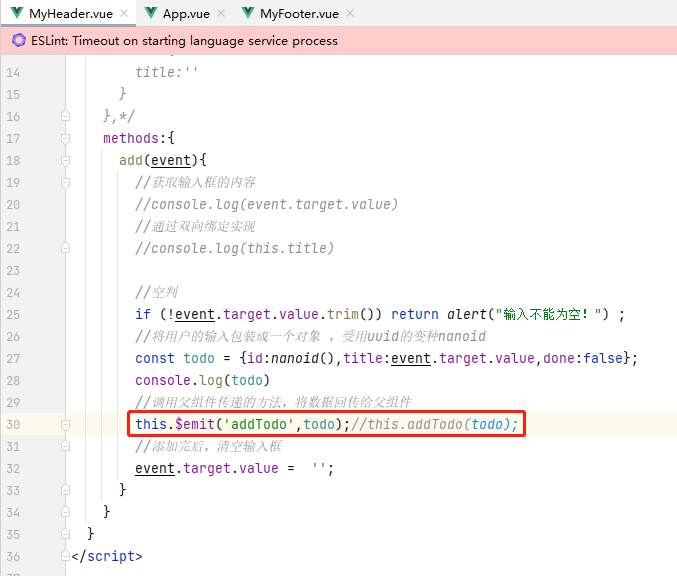 MyHeader.vue × App.vue × MyFooter.vue ×
ESLint: Timeout on starting language service process
14 title:''
15 }
16 },*/
17 methods:{
18 add(event){
19 //获取输入框的内容
20 //console.log(event.target.value)
21 //通过双向绑定实现
22 //console.log(this.title)
23
24 //空判
25 if (!event.target.value.trim()) return alert("输入不能为空！") ;
26 //将用户的输入包装成一个对象 ，受用uuid的变种nanoid
27 const todo = {id:nanoid(),title:event.target.value,done:false};
28 console.log(todo)
29 //调用父组件传递的方法，将数据回传给父组件
30 this.$emit('addTodo',todo);//this.addTodo(todo);
31 //添加完后，清空输入框
32 event.target.value = '';
33 }
34 }
35 }
36 </script>